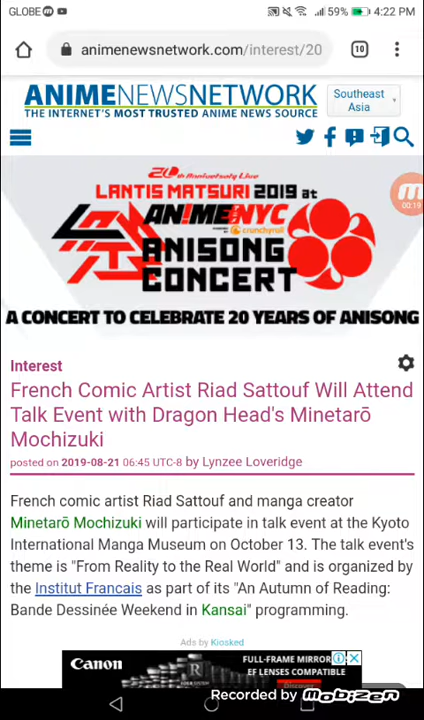 GLOBE
59% 4:22 PM
animenewsnetwork.com/interest/20
10
ANIMENEWSNETWORK
THE INTERNET'S MOST TRUSTED ANIME NEWS SOURCE
Southeast
Asia
20th Anniversary Live
LANTIS MATSURI 2019 at
ANIME NYC
crunchyroll
ANISONG
CONCERT
00:19
A CONCERT TO CELEBRATE 20 YEARS OF ANISONG
Interest
French Comic Artist Riad Sattouf Will Attend
Talk Event with Dragon Head's Minetarō
Mochizuki
posted on 2019-08-21 06:45 UTC-8 by Lynzee Loveridge
French comic artist Riad Sattouf and manga creator
Minetarō Mochizuki will participate in talk event at the Kyoto
International Manga Museum on October 13. The talk event's
theme is "From Reality to the Real World" and is organized by
the Institut Francais as part of its "An Autumn of Reading:
Bande Dessinée Weekend in Kansai" programming.
Ads by Kiosked
Canon
FULL-FRAME MIRROR
EF LENSES COMPATIBLE
Discover
Recorded by mobizen